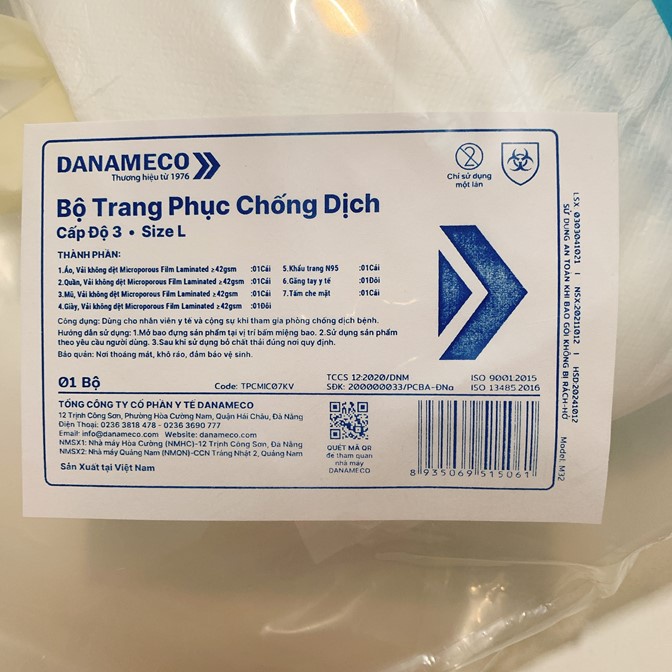 DANAMECO
Thương hiệu từ 1976
2
Chỉ sử dụng
một lần
Bộ Trang Phục Chống Dịch
Cấp Độ 3 • Size L
THÀNH PHẦN:
1.Áo, Vải không dệt Microporous Film Laminated ≥42gsm :01Cái
2.Quần, Vải không dệt Microporous Film Laminated ≥42gsm :01Cái
3.Mũ, Vải không dệt Microporous Film Laminated ≥42gsm :01Cái
4.Giày, Vải không dệt Microporous Film Laminated ≥42gsm :01Đôi
5.Khẩu trang N95 :01Cái
6.Găng tay y tế :01Đôi
7.Tấm che mặt :01Cái
Công dụng: Dùng cho nhân viên y tế và cộng sự khi tham gia phòng chống dịch bệnh.
Hướng dẫn sử dụng: 1.Mở bao đựng sản phẩm tại vị trí bấm miệng bao. 2.Sử dụng sản phẩm
theo yêu cầu người dùng. 3.Sau khi sử dụng bỏ chất thải đúng nơi quy định.
Bảo quản: Nơi thoáng mát, khô ráo, đảm bảo vệ sinh.
01 Bộ
Code: TPCMIC07KV
TCCS 12:2020/DNM
SĐK: 200000033/PCBA-ĐNa
ISO 9001:2015
ISO 13485:2016
TỔNG CÔNG TY CỔ PHẦN Y TẾ DANAMECO
12 Trịnh Công Sơn, Phường Hòa Cường Nam, Quận Hải Châu, Đà Nẵng
Điện Thoại: 0236 3818 478 - 0236 3690 777
Email: info@danameco.com Website: danameco.com
NMSX1: Nhà máy Hòa Cường (NMHC)-12 Trịnh Công Sơn, Đà Nẵng
NMSX2: Nhà máy Quảng Nam (NMQN)-CCN Trảng Nhật 2, Quảng Nam
Sản Xuất tại Việt Nam
QUÉT MÃ QR
để tham quan
nhà máy
DANAMECO
8 935069 515061
LSX: 0303041021 | NSX:20211012 | HSD:20241012
SỬ DỤNG AN TOÀN KHI BAO GÓI KHÔNG BỊ RÁCH-HỞ
Model: M32